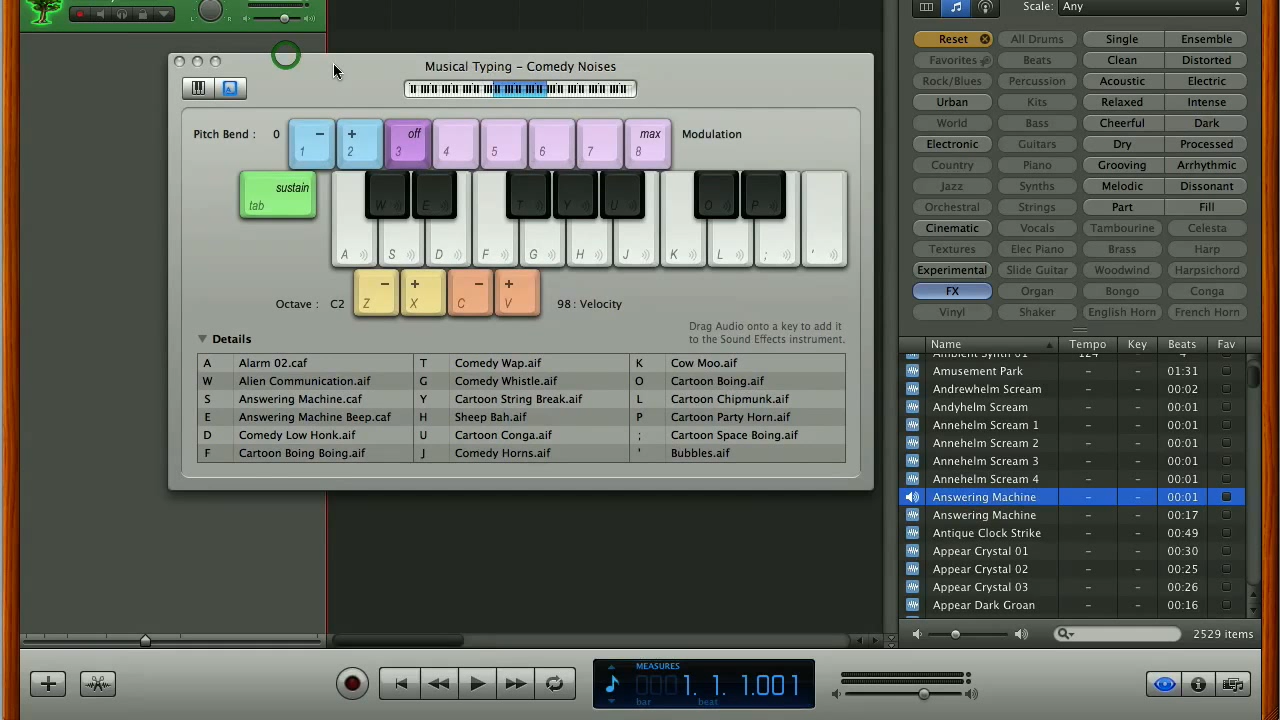 Scale: Any
L R
Musical Typing – Comedy Noises
Pitch Bend : 0 – 1 + 2 off 3 4 5 6 7 max 8 Modulation
sustain
tab
W E T Y U O P
A S D F G H J K L ; '
Octave : C2 – Z + X – C + V 98 : Velocity
Drag Audio onto a key to add it
to the Sound Effects instrument.
Details
A Alarm 02.caf T Comedy Wap.aif K Cow Moo.aif
W Alien Communication.aif G Comedy Whistle.aif O Cartoon Boing.aif
S Answering Machine.caf Y Cartoon String Break.aif L Cartoon Chipmunk.aif
E Answering Machine Beep.caf H Sheep Bah.aif P Cartoon Party Horn.aif
D Comedy Low Honk.aif U Cartoon Conga.aif ; Cartoon Space Boing.aif
F Cartoon Boing Boing.aif J Comedy Horns.aif ' Bubbles.aif
Reset All Drums Single Ensemble
Favorites Beats Clean Distorted
Rock/Blues Percussion Acoustic Electric
Urban Kits Relaxed Intense
World Bass Cheerful Dark
Electronic Guitars Dry Processed
Country Piano Grooving Arrhythmic
Jazz Synths Melodic Dissonant
Orchestral Strings Part Fill
Cinematic Vocals Tambourine Celesta
Textures Elec Piano Brass Harp
Experimental Slide Guitar Woodwind Harpsichord
FX Organ Bongo Conga
Vinyl Shaker English Horn French Horn
Name Tempo Key Beats Fav
Ambient Synth 01 124 – 4
Amusement Park – – 01:31
Andrewhelm Scream – – 00:02
Andyhelm Scream – – 00:01
Annehelm Scream 1 – – 00:01
Annehelm Scream 2 – – 00:01
Annehelm Scream 3 – – 00:01
Annehelm Scream 4 – – 00:01
Answering Machine – – 00:01
Answering Machine – – 00:17
Antique Clock Strike – – 00:49
Appear Crystal 01 – – 00:30
Appear Crystal 02 – – 00:25
Appear Crystal 03 – – 00:26
Appear Dark Groan – – 00:16
2529 items
MEASURES
1. 1. 1.001
bar beat